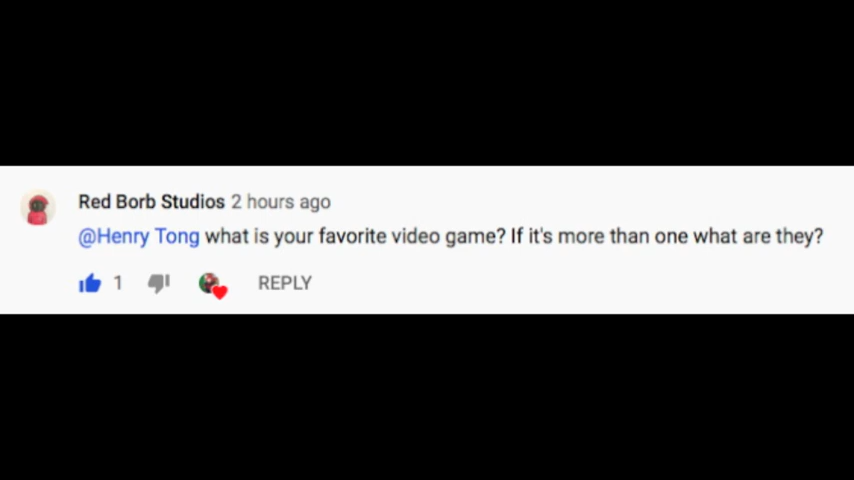 Red Borb Studios 2 hours ago
@Henry Tong what is your favorite video game? If it's more than one what are they?
1 REPLY